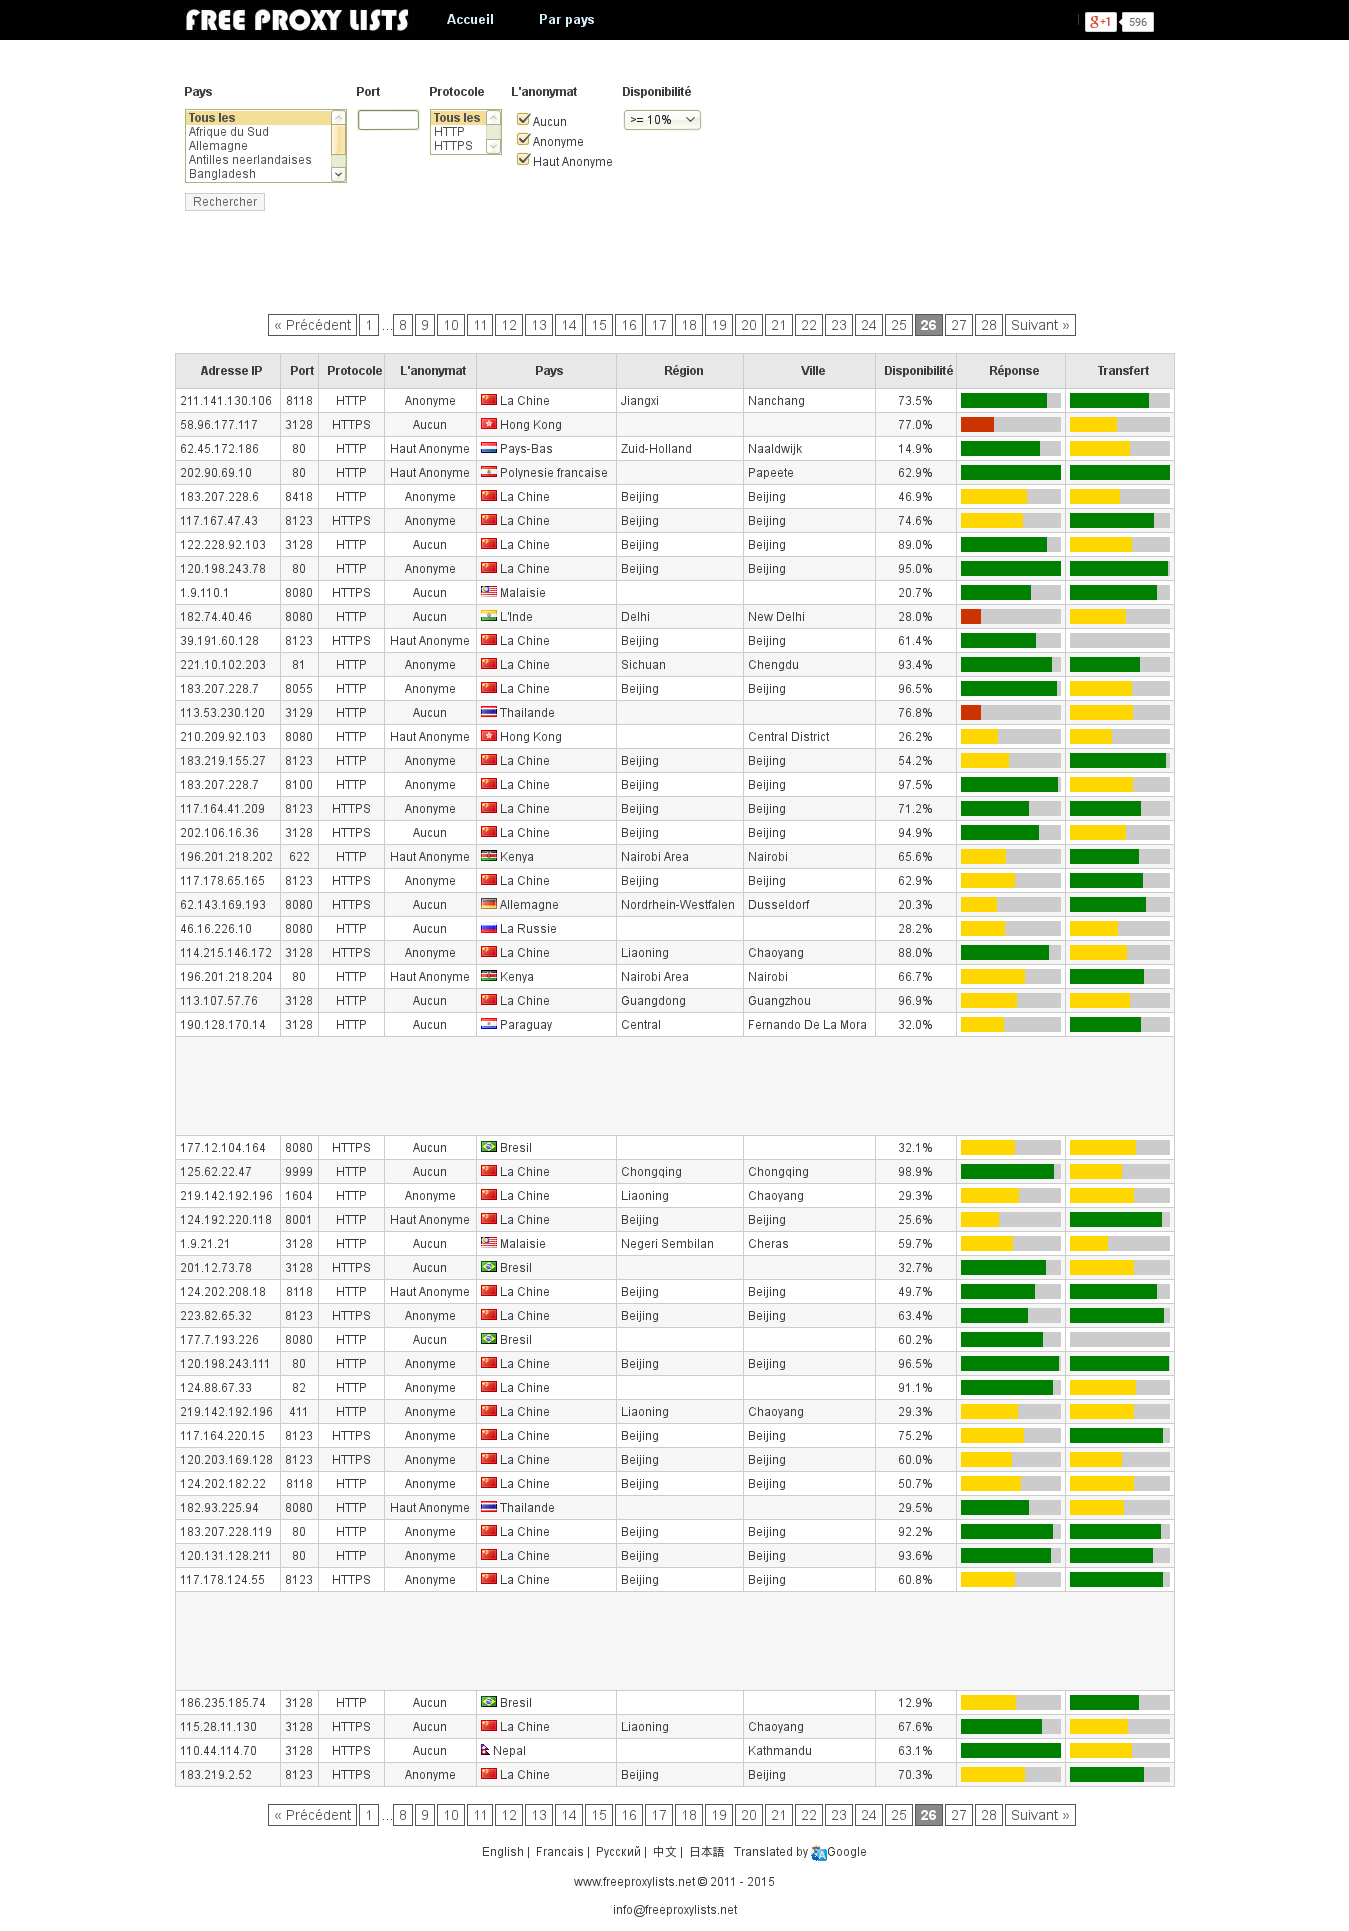 FREE PROXY LISTS Accueil Par pays g+1 596
Pays Port Protocole L'anonymat Disponibilité
Tous les Tous les Aucun >= 10%
Afrique du Sud HTTP Anonyme
Allemagne HTTPS Haut Anonyme
Antilles neerlandaises
Bangladesh
Rechercher
« Précédent 1 ... 8 9 10 11 12 13 14 15 16 17 18 19 20 21 22 23 24 25 26 27 28 Suivant »
Adresse IP Port Protocole L'anonymat Pays Région Ville Disponibilité Réponse Transfert
211.141.130.106 8118 HTTP Anonyme La Chine Jiangxi Nanchang 73.5%
58.96.177.117 3128 HTTPS Aucun Hong Kong 77.0%
62.45.172.186 80 HTTP Haut Anonyme Pays-Bas Zuid-Holland Naaldwijk 14.9%
202.90.69.10 80 HTTP Haut Anonyme Polynesie francaise Papeete 62.9%
183.207.228.6 8418 HTTP Anonyme La Chine Beijing Beijing 46.9%
117.167.47.43 8123 HTTPS Anonyme La Chine Beijing Beijing 74.6%
122.228.92.103 3128 HTTP Aucun La Chine Beijing Beijing 89.0%
120.198.243.78 80 HTTP Anonyme La Chine Beijing Beijing 95.0%
1.9.110.1 8080 HTTPS Aucun Malaisie 20.7%
182.74.40.46 8080 HTTP Aucun L'Inde Delhi New Delhi 28.0%
39.191.60.128 8123 HTTPS Haut Anonyme La Chine Beijing Beijing 61.4%
221.10.102.203 81 HTTP Anonyme La Chine Sichuan Chengdu 93.4%
183.207.228.7 8055 HTTP Anonyme La Chine Beijing Beijing 96.5%
113.53.230.120 3129 HTTP Aucun Thailande 76.8%
210.209.92.103 8080 HTTP Haut Anonyme Hong Kong Central District 26.2%
183.219.155.27 8123 HTTP Anonyme La Chine Beijing Beijing 54.2%
183.207.228.7 8100 HTTP Anonyme La Chine Beijing Beijing 97.5%
117.164.41.209 8123 HTTPS Anonyme La Chine Beijing Beijing 71.2%
202.106.16.36 3128 HTTPS Aucun La Chine Beijing Beijing 94.9%
196.201.218.202 622 HTTP Haut Anonyme Kenya Nairobi Area Nairobi 65.6%
117.178.65.165 8123 HTTPS Anonyme La Chine Beijing Beijing 62.9%
62.143.169.193 8080 HTTPS Aucun Allemagne Nordrhein-Westfalen Dusseldorf 20.3%
46.16.226.10 8080 HTTP Aucun La Russie 28.2%
114.215.146.172 3128 HTTPS Anonyme La Chine Liaoning Chaoyang 88.0%
196.201.218.204 80 HTTP Haut Anonyme Kenya Nairobi Area Nairobi 66.7%
113.107.57.76 3128 HTTP Aucun La Chine Guangdong Guangzhou 96.9%
190.128.170.14 3128 HTTP Aucun Paraguay Central Fernando De La Mora 32.0%
177.12.104.164 8080 HTTPS Aucun Bresil 32.1%
125.62.22.47 9999 HTTP Aucun La Chine Chongqing Chongqing 98.9%
219.142.192.196 1604 HTTP Anonyme La Chine Liaoning Chaoyang 29.3%
124.192.220.118 8001 HTTP Haut Anonyme La Chine Beijing Beijing 25.6%
1.9.21.21 3128 HTTP Aucun Malaisie Negeri Sembilan Cheras 59.7%
201.12.73.78 3128 HTTPS Aucun Bresil 32.7%
124.202.208.18 8118 HTTP Haut Anonyme La Chine Beijing Beijing 49.7%
223.82.65.32 8123 HTTPS Anonyme La Chine Beijing Beijing 63.4%
177.7.193.226 8080 HTTP Aucun Bresil 60.2%
120.198.243.111 80 HTTP Anonyme La Chine Beijing Beijing 96.5%
124.88.67.33 82 HTTP Anonyme La Chine 91.1%
219.142.192.196 411 HTTP Anonyme La Chine Liaoning Chaoyang 29.3%
117.164.220.15 8123 HTTPS Anonyme La Chine Beijing Beijing 75.2%
120.203.169.128 8123 HTTPS Anonyme La Chine Beijing Beijing 60.0%
124.202.182.22 8118 HTTP Anonyme La Chine Beijing Beijing 50.7%
182.93.225.94 8080 HTTP Haut Anonyme Thailande 29.5%
183.207.228.119 80 HTTP Anonyme La Chine Beijing Beijing 92.2%
120.131.128.211 80 HTTP Anonyme La Chine Beijing Beijing 93.6%
117.178.124.55 8123 HTTPS Anonyme La Chine Beijing Beijing 60.8%
186.235.185.74 3128 HTTP Aucun Bresil 12.9%
115.28.11.130 3128 HTTPS Aucun La Chine Liaoning Chaoyang 67.6%
110.44.114.70 3128 HTTPS Aucun Nepal Kathmandu 63.1%
183.219.2.52 8123 HTTPS Anonyme La Chine Beijing Beijing 70.3%
« Précédent 1 ... 8 9 10 11 12 13 14 15 16 17 18 19 20 21 22 23 24 25 26 27 28 Suivant »
English | Francais | Русский | 中文 | 日本語 Translated by Google
www.freeproxylists.net © 2011 - 2015
info@freeproxylists.net